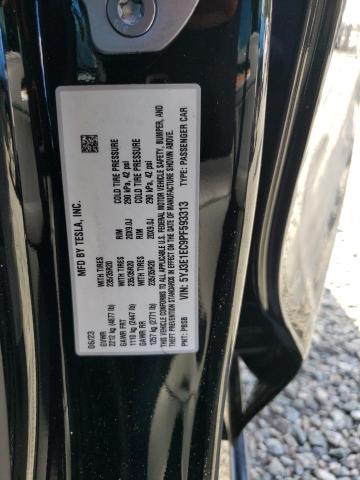 MFD BY TESLA, INC.
06/23
GVWR
2212 kg (4877 lb)
GAWR FRT WITH TIRES RIM COLD TIRE PRESSURE
1110 kg (2447 lb) 235/35R20 20X9.0J 290 kPa, 42 psi
GAWR RR WITH TIRES RIM COLD TIRE PRESSURE
1257 kg (2771 lb) 235/35R20 20X9.0J 290 kPa, 42 psi
THIS VEHICLE CONFORMS TO ALL APPLICABLE U.S. FEDERAL MOTOR VEHICLE SAFETY, BUMPER, AND
THEFT PREVENTION STANDARDS IN EFFECT ON THE DATE OF MANUFACTURE SHOWN ABOVE.
VIN: 5YJ3E1EC9PF593313 TYPE: PASSENGER CAR
PNT: PBSB